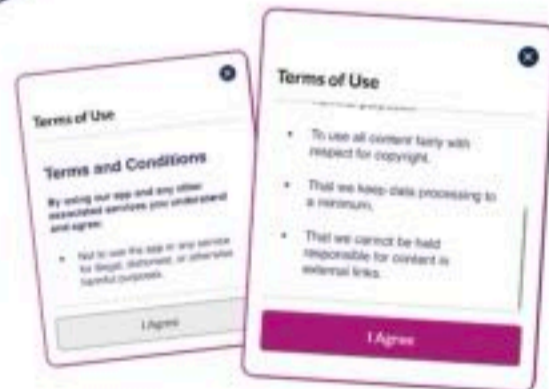 Terms of Use
Terms and Conditions
By using our app and any other
associated services you understand
and agree:
Not to use the app or any service
for illegal, dishonest, or otherwise
harmful purposes.
I Agree
Terms of Use
To use all content fairly with
respect for copyright.
That we keep data processing to
a minimum.
That we cannot be held
responsible for content in
external links.
I Agree